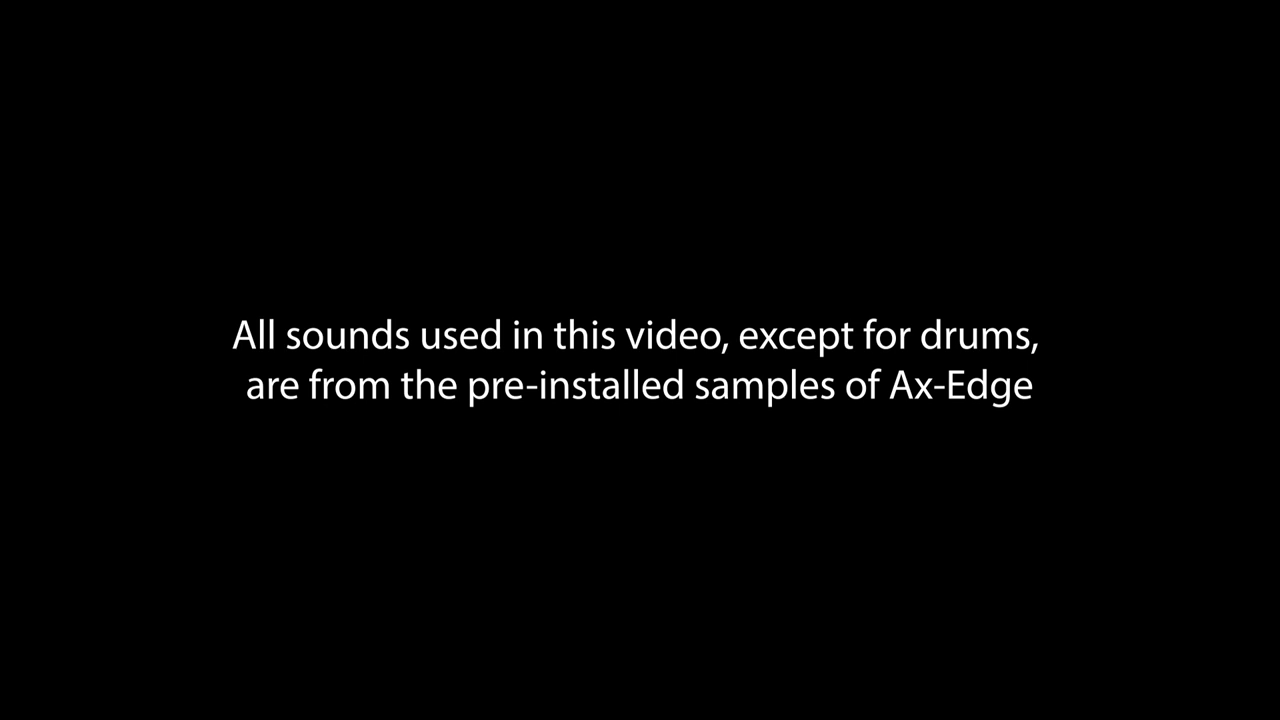 All sounds used in this video, except for drums,
are from the pre-installed samples of Ax-Edge